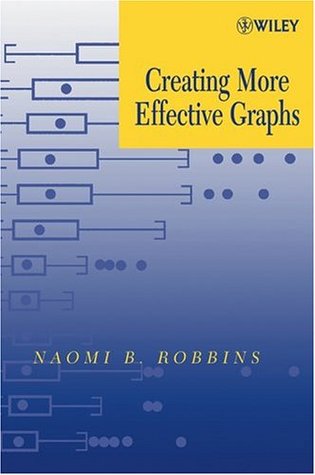 WILEY
Creating More
Effective Graphs
NAOMI B. ROBBINS